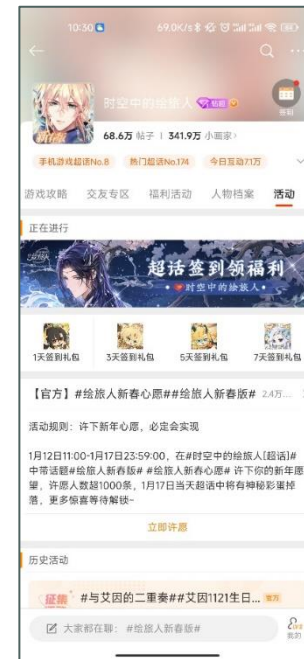 10:30
69.0K/s
时空中的绘旅人
钻超
签到
68.6万 帖子 | 341.9万 小画家>
手机游戏超话No.8 热门超话No.174 今日互动7.1万
游戏攻略 交友专区 福利活动 人物档案 活动
正在进行
超话签到领福利
•时空中的绘旅人•
1天签到礼包 3天签到礼包 5天签到礼包 7天签到礼包
【官方】#绘旅人新春心愿##绘旅人新春版# 2.4万...
活动规则：许下新年心愿，必定会实现
1月12日11:00-1月17日23:59:00，在#时空中的绘旅人[超话]#
中带话题#绘旅人新春版# #绘旅人新春心愿# 许下你的新年愿
望，许愿人数超1000条，1月17日当天超话中将有神秘彩蛋掉
落，更多惊喜等待解锁~
立即许愿
历史活动
征集 #与艾因的二重奏##艾因1121生日... 官方
大家都在聊： #绘旅人新春版#
我的